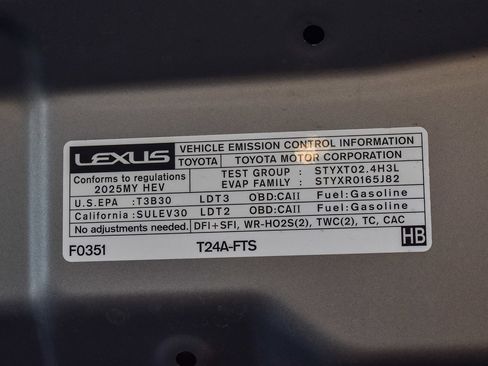 LEXUS VEHICLE EMISSION CONTROL INFORMATION
TOYOTA TOYOTA MOTOR CORPORATION
Conforms to regulations TEST GROUP : STYXT02.4H3L
2025MY HEV EVAP FAMILY : STYXR0165J82
U.S.EPA :T3B30 LDT3 OBD:CAII Fuel:Gasoline
California :SULEV30 LDT2 OBD:CAII Fuel:Gasoline
No adjustments needed. DFI+SFI, WR-HO2S(2), TWC(2), TC, CAC
F0351 T24A-FTS HB